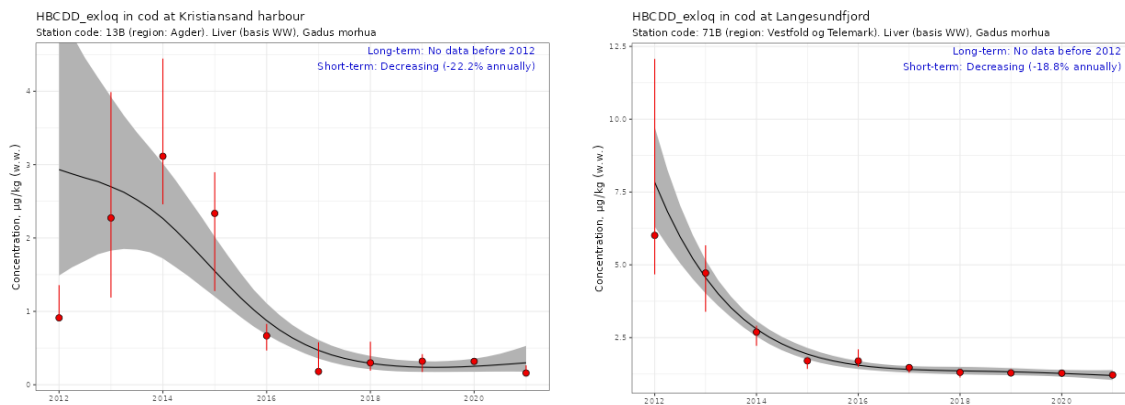 HBCDD_exloq in cod at Kristiansand harbour
Station code: 13B (region: Agder). Liver (basis WW), Gadus morhua
Long-term: No data before 2012
Short-term: Decreasing (-22.2% annually)
Concentration, µg/kg (w.w.)
4
3
2
1
0
2012 2014 2016 2018 2020
HBCDD_exloq in cod at Langesundfjord
Station code: 71B (region: Vestfold og Telemark). Liver (basis WW), Gadus morhua
Long-term: No data before 2012
Short-term: Decreasing (-18.8% annually)
Concentration, µg/kg (w.w.)
12.5
10.0
7.5
5.0
2.5
2012 2014 2016 2018 2020